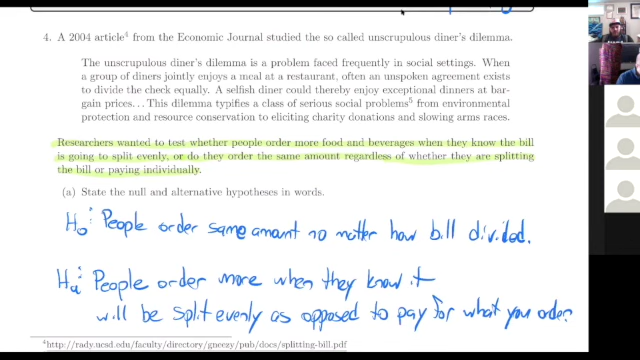 4. A 2004 article⁴ from the Economic Journal studied the so called unscrupulous diner's dilemma.
The unscrupulous diner's dilemma is a problem faced frequently in social settings. When
a group of diners jointly enjoys a meal at a restaurant, often an unspoken agreement exists
to divide the check equally. A selfish diner could thereby enjoy exceptional dinners at bar-
gain prices... This dilemma typifies a class of serious social problems⁵ from environmental
protection and resource conservation to eliciting charity donations and slowing arms races.
Researchers wanted to test whether people order more food and beverages when they know the bill
is going to split evenly, or do they order the same amount regardless of whether they are splitting
the bill or paying individually.
(a) State the null and alternative hypotheses in words.
H₀: People order same amount no matter how bill divided.
Hₐ: People order more when they know it
will be split evenly as opposed to pay for what you order.
⁴http://rady.ucsd.edu/faculty/directory/gneezy/pub/docs/splitting-bill.pdf